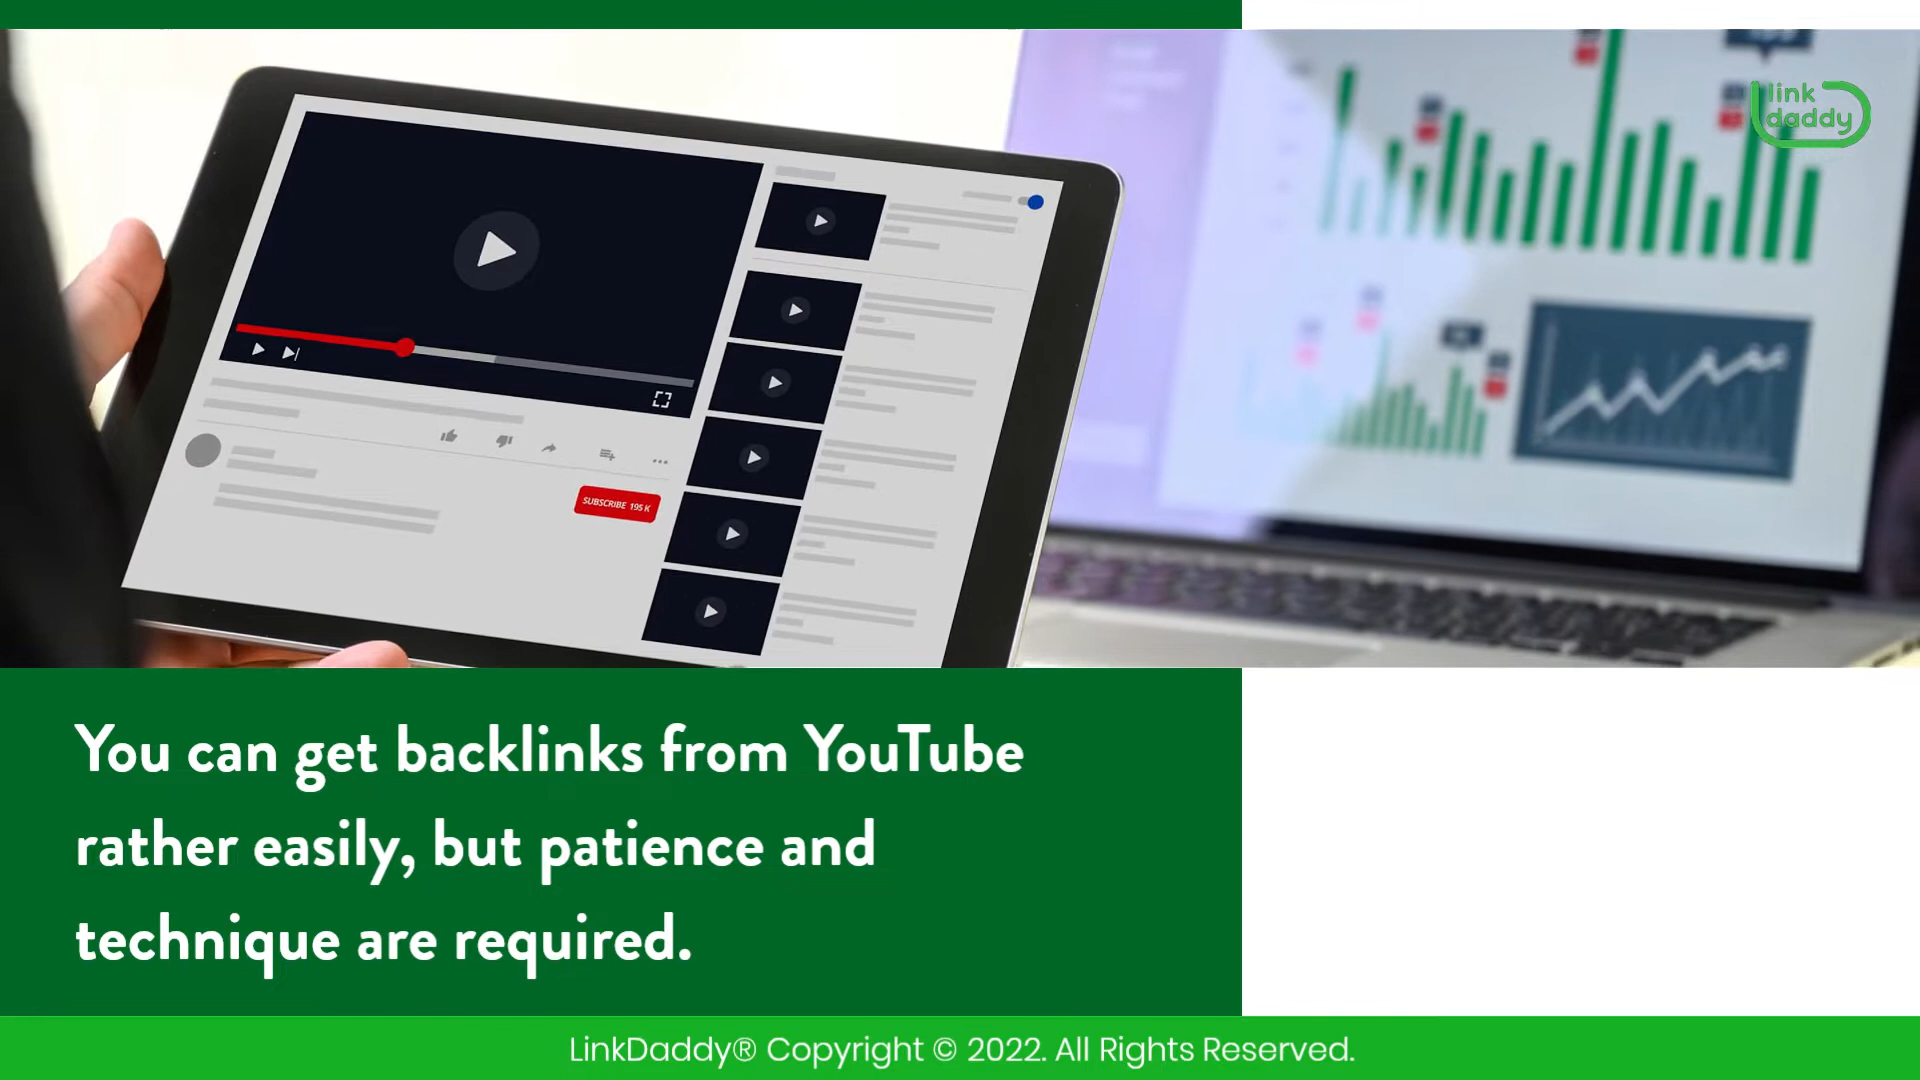 link
daddy
SUBSCRIBE 195 K
You can get backlinks from YouTube
rather easily, but patience and
technique are required.
LinkDaddy® Copyright © 2022. All Rights Reserved.